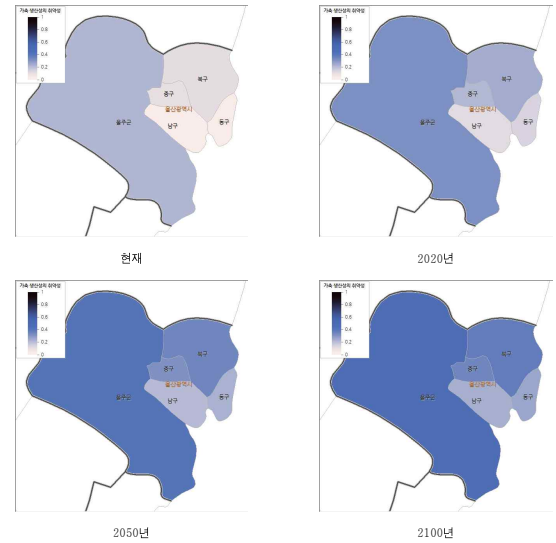 가축 생산성의 취약성
1
0.8
0.6
0.4
0.2
0
북구
중구
울산광역시
울주군
남구
동구
현재
가축 생산성의 취약성
1
0.8
0.6
0.4
0.2
0
북구
중구
울산광역시
울주군
남구
동구
2020년
가축 생산성의 취약성
1
0.8
0.6
0.4
0.2
0
북구
중구
울산광역시
울주군
남구
동구
2050년
가축 생산성의 취약성
1
0.8
0.6
0.4
0.2
0
북구
중구
울산광역시
울주군
남구
동구
2100년